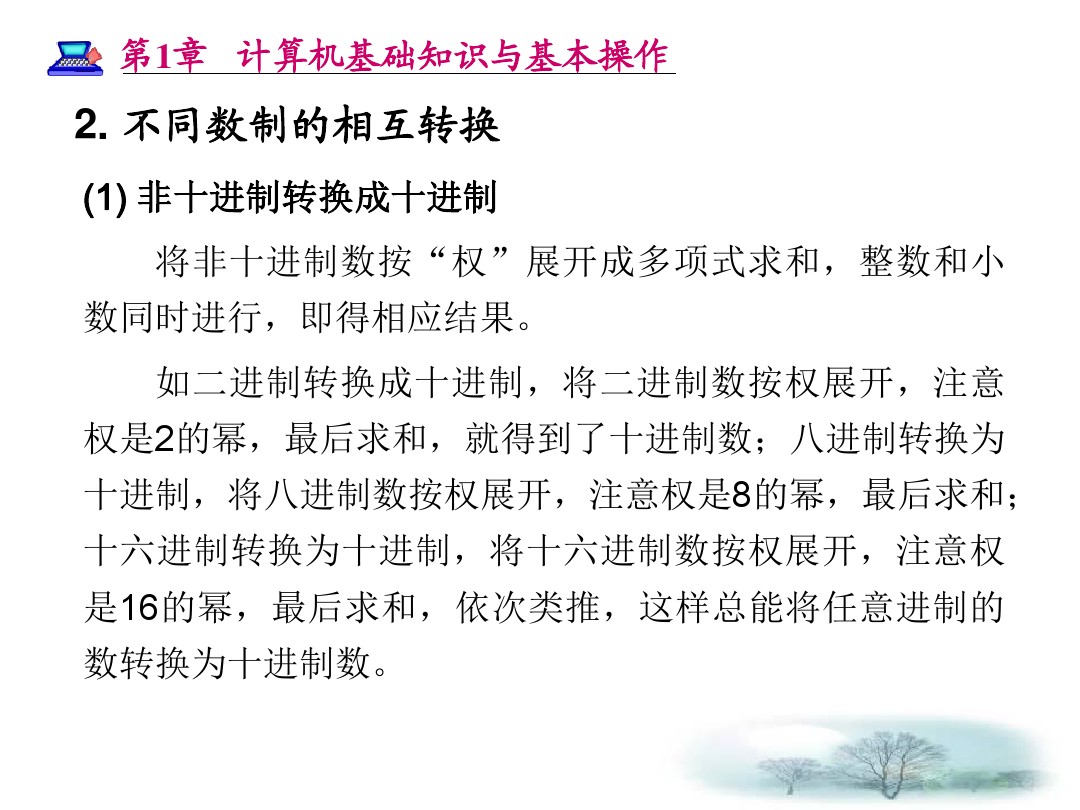 第1章 计算机基础知识与基本操作
2. 不同数制的相互转换
(1) 非十进制转换成十进制
将非十进制数按“权”展开成多项式求和，整数和小
数同时进行，即得相应结果。
如二进制转换成十进制，将二进制数按权展开，注意
权是2的幂，最后求和，就得到了十进制数；八进制转换为
十进制，将八进制数按权展开，注意权是8的幂，最后求和；
十六进制转换为十进制，将十六进制数按权展开，注意权
是16的幂，最后求和，依次类推，这样总能将任意进制的
数转换为十进制数。